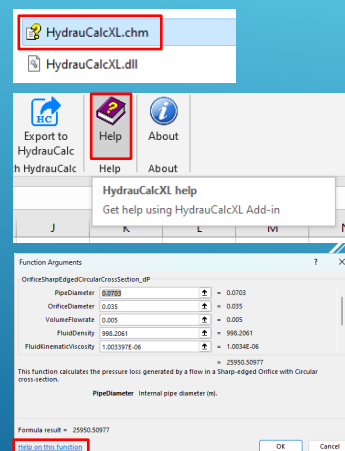 HydrauCalcXL.chm
HydrauCalcXL.dll
HC
Export to
HydrauCalc
Help
About
h HydrauCalc
Help
About
HydrauCalcXL help
Get help using HydrauCalcXL Add-in
J K L M N
Function Arguments ? ×
OrificeSharpEdgedCircularCrossSection_dP
PipeDiameter 0.0703 = 0.0703
OrificeDiameter 0.035 = 0.035
VolumeFlowrate 0.005 = 0.005
FluidDensity 998.2061 = 998.2061
FluidKinematicViscosity 1.003397E-06 = 1.0034E-06
= 25950.50977
This function calculates the pressure loss generated by a flow in a Sharp-edged Orifice with Circular
cross-section.
PipeDiameter Internal pipe diameter (m).
Formula result = 25950.50977
Help on this function
OK Cancel